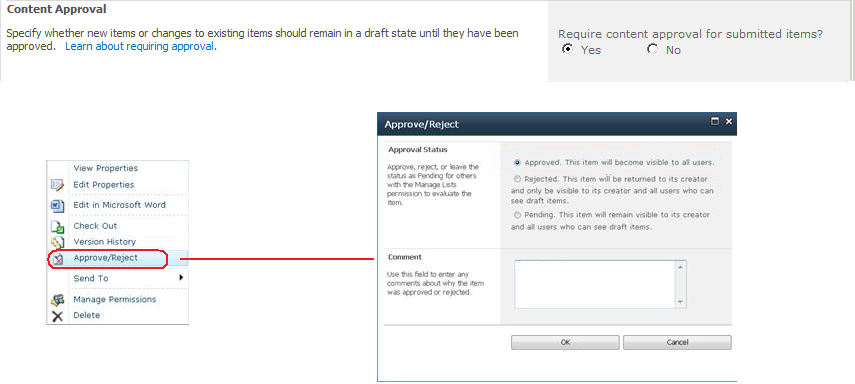 Content Approval
Specify whether new items or changes to existing items should remain in a draft state until they have been
approved. Learn about requiring approval.
Require content approval for submitted items?
Yes No
View Properties
Edit Properties
Edit in Microsoft Word
Check Out
Version History
Approve/Reject
Send To
Manage Permissions
Delete
Approve/Reject
Approval Status
Approve, reject, or leave the
status as Pending for others
with the Manage Lists
permission to evaluate the
item.
Approved. This item will become visible to all users.
Rejected. This item will be returned to its creator
and only be visible to its creator and all users who can
see draft items.
Pending. This item will remain visible to its creator
and all users who can see draft items.
Comment
Use this field to enter any
comments about why the item
was approved or rejected.
OK Cancel